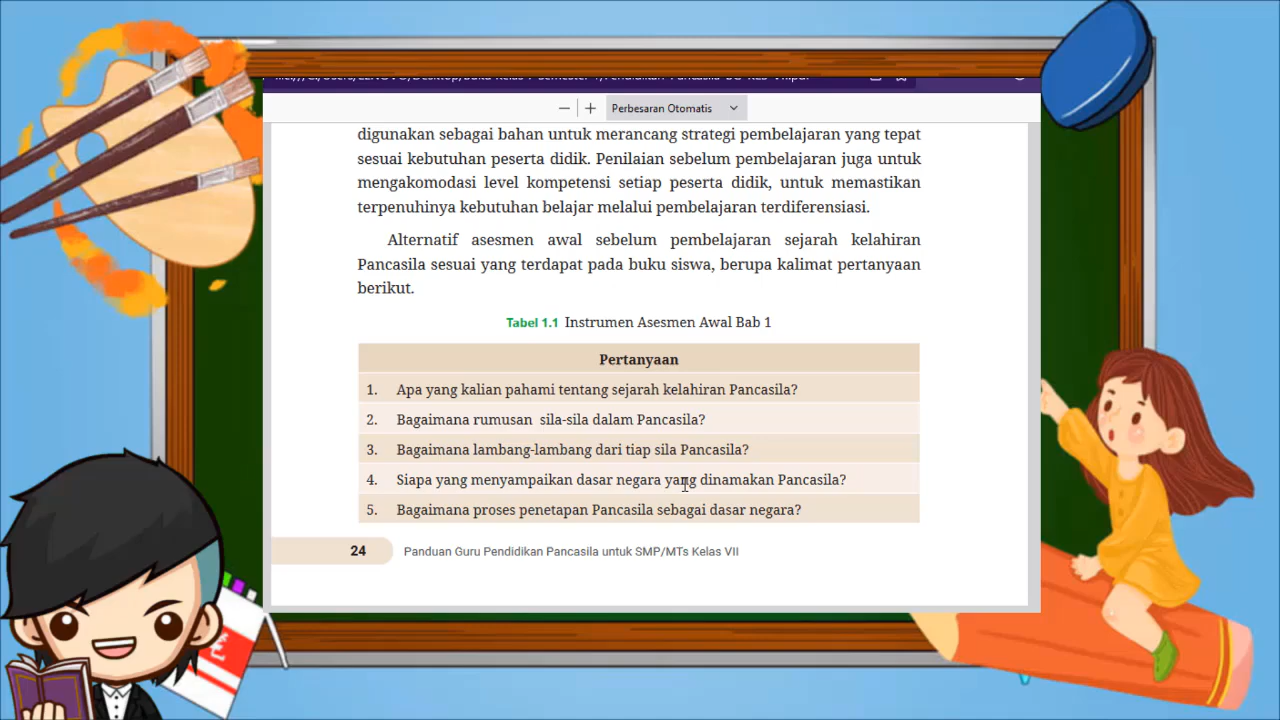 Perbesaran Otomatis
digunakan sebagai bahan untuk merancang strategi pembelajaran yang tepat
sesuai kebutuhan peserta didik. Penilaian sebelum pembelajaran juga untuk
mengakomodasi level kompetensi setiap peserta didik, untuk memastikan
terpenuhinya kebutuhan belajar melalui pembelajaran terdiferensiasi.
Alternatif asesmen awal sebelum pembelajaran sejarah kelahiran
Pancasila sesuai yang terdapat pada buku siswa, berupa kalimat pertanyaan
berikut.
Tabel 1.1 Instrumen Asesmen Awal Bab 1
Pertanyaan
1. Apa yang kalian pahami tentang sejarah kelahiran Pancasila?
2. Bagaimana rumusan sila-sila dalam Pancasila?
3. Bagaimana lambang-lambang dari tiap sila Pancasila?
4. Siapa yang menyampaikan dasar negara yang dinamakan Pancasila?
5. Bagaimana proses penetapan Pancasila sebagai dasar negara?
24 Panduan Guru Pendidikan Pancasila untuk SMP/MTs Kelas VII